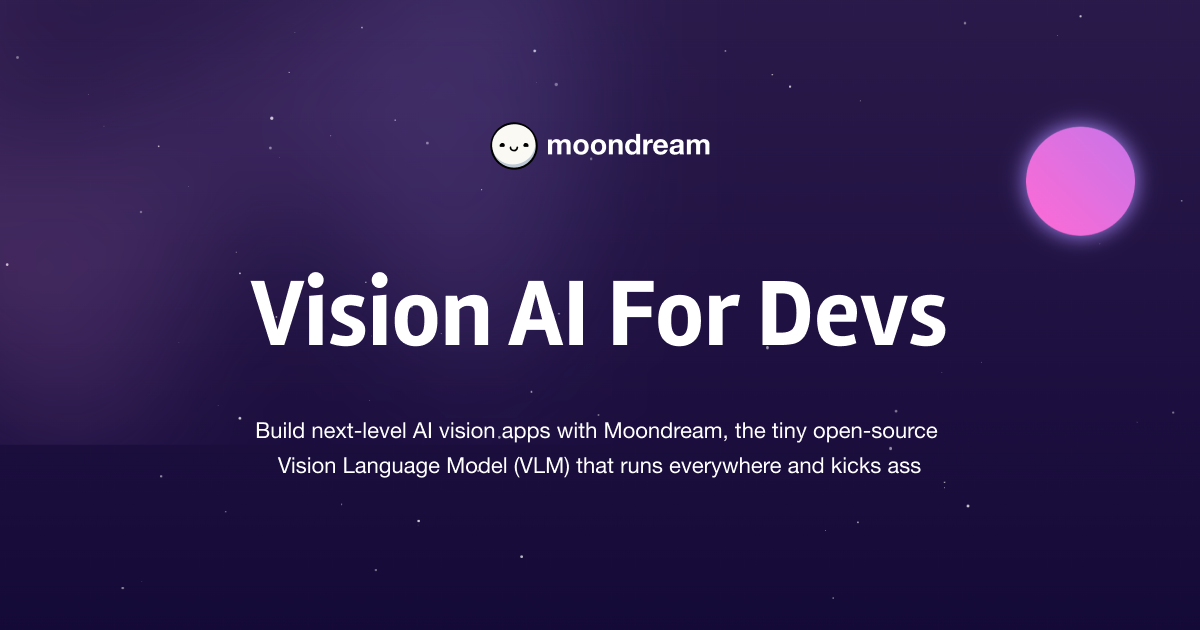 moondream
Vision AI For Devs
Build next-level AI vision apps with Moondream, the tiny open-source
Vision Language Model (VLM) that runs everywhere and kicks ass